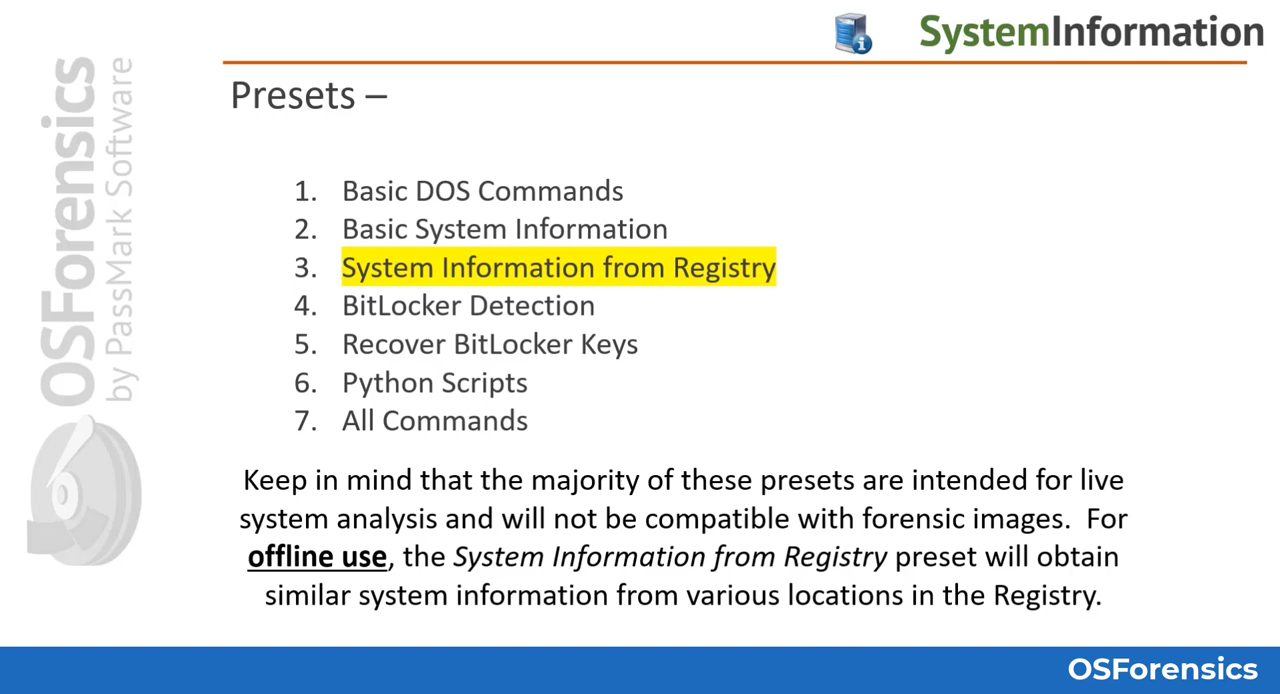 SystemInformation
OSForensics
by PassMark Software
Presets –
1. Basic DOS Commands
2. Basic System Information
3. System Information from Registry
4. BitLocker Detection
5. Recover BitLocker Keys
6. Python Scripts
7. All Commands
Keep in mind that the majority of these presets are intended for live
system analysis and will not be compatible with forensic images. For
offline use, the System Information from Registry preset will obtain
similar system information from various locations in the Registry.
OSForensics